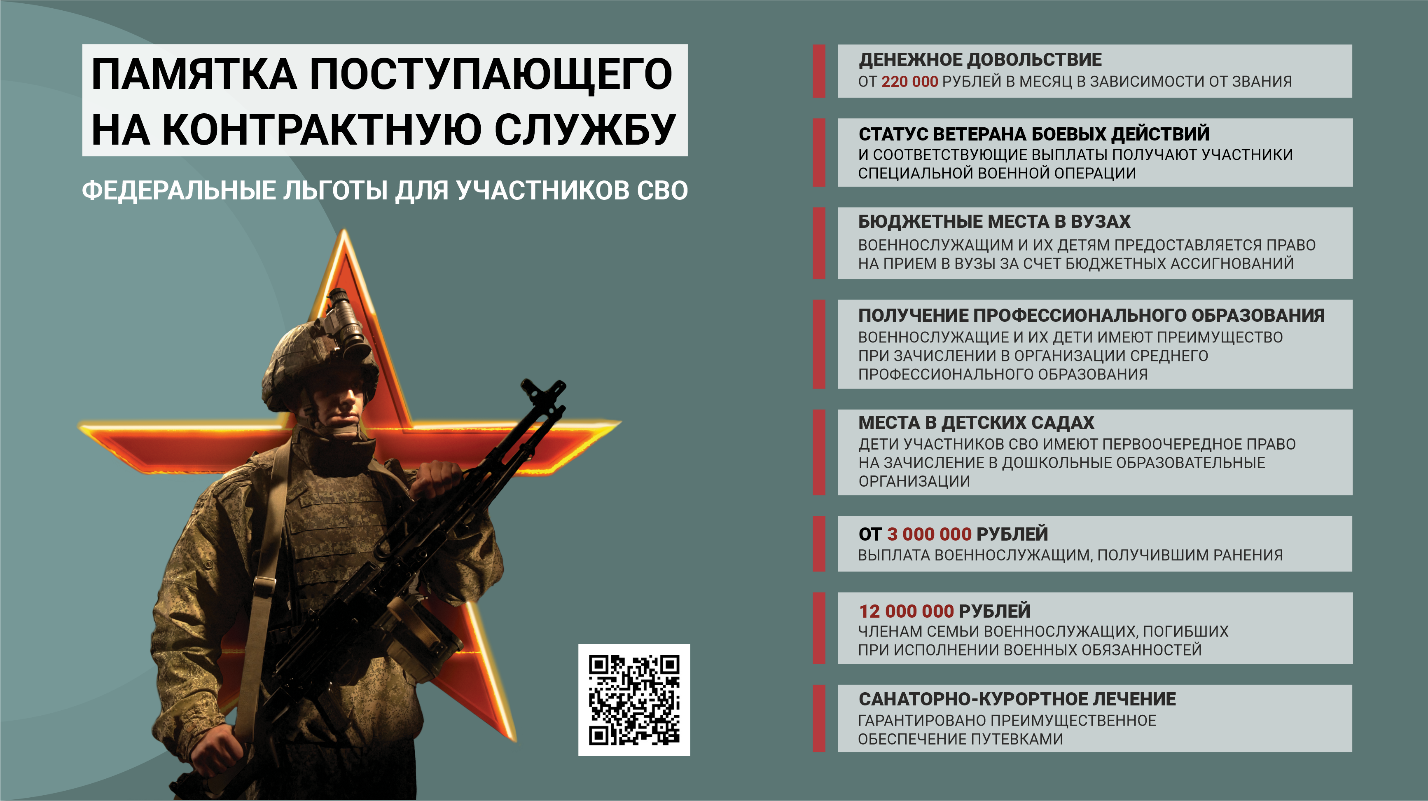 ПАМЯТКА ПОСТУПАЮЩЕГО
НА КОНТРАКТНУЮ СЛУЖБУ
ФЕДЕРАЛЬНЫЕ ЛЬГОТЫ ДЛЯ УЧАСТНИКОВ СВО
ДЕНЕЖНОЕ ДОВОЛЬСТВИЕ
ОТ 220 000 РУБЛЕЙ В МЕСЯЦ В ЗАВИСИМОСТИ ОТ ЗВАНИЯ
СТАТУС ВЕТЕРАНА БОЕВЫХ ДЕЙСТВИЙ
И СООТВЕТСТВУЮЩИЕ ВЫПЛАТЫ ПОЛУЧАЮТ УЧАСТНИКИ
СПЕЦИАЛЬНОЙ ВОЕННОЙ ОПЕРАЦИИ
БЮДЖЕТНЫЕ МЕСТА В ВУЗАХ
ВОЕННОСЛУЖАЩИМ И ИХ ДЕТЯМ ПРЕДОСТАВЛЯЕТСЯ ПРАВО
НА ПРИЕМ В ВУЗЫ ЗА СЧЕТ БЮДЖЕТНЫХ АССИГНОВАНИЙ
ПОЛУЧЕНИЕ ПРОФЕССИОНАЛЬНОГО ОБРАЗОВАНИЯ
ВОЕННОСЛУЖАЩИЕ И ИХ ДЕТИ ИМЕЮТ ПРЕИМУЩЕСТВО
ПРИ ЗАЧИСЛЕНИИ В ОРГАНИЗАЦИИ СРЕДНЕГО
ПРОФЕССИОНАЛЬНОГО ОБРАЗОВАНИЯ
МЕСТА В ДЕТСКИХ САДАХ
ДЕТИ УЧАСТНИКОВ СВО ИМЕЮТ ПЕРВООЧЕРЕДНОЕ ПРАВО
НА ЗАЧИСЛЕНИЕ В ДОШКОЛЬНЫЕ ОБРАЗОВАТЕЛЬНЫЕ
ОРГАНИЗАЦИИ
ОТ 3 000 000 РУБЛЕЙ
ВЫПЛАТА ВОЕННОСЛУЖАЩИМ, ПОЛУЧИВШИМ РАНЕНИЯ
12 000 000 РУБЛЕЙ
ЧЛЕНАМ СЕМЬИ ВОЕННОСЛУЖАЩИХ, ПОГИБШИХ
ПРИ ИСПОЛНЕНИИ ВОЕННЫХ ОБЯЗАННОСТЕЙ
САНАТОРНО-КУРОРТНОЕ ЛЕЧЕНИЕ
ГАРАНТИРОВАНО ПРЕИМУЩЕСТВЕННОЕ
ОБЕСПЕЧЕНИЕ ПУТЕВКАМИ